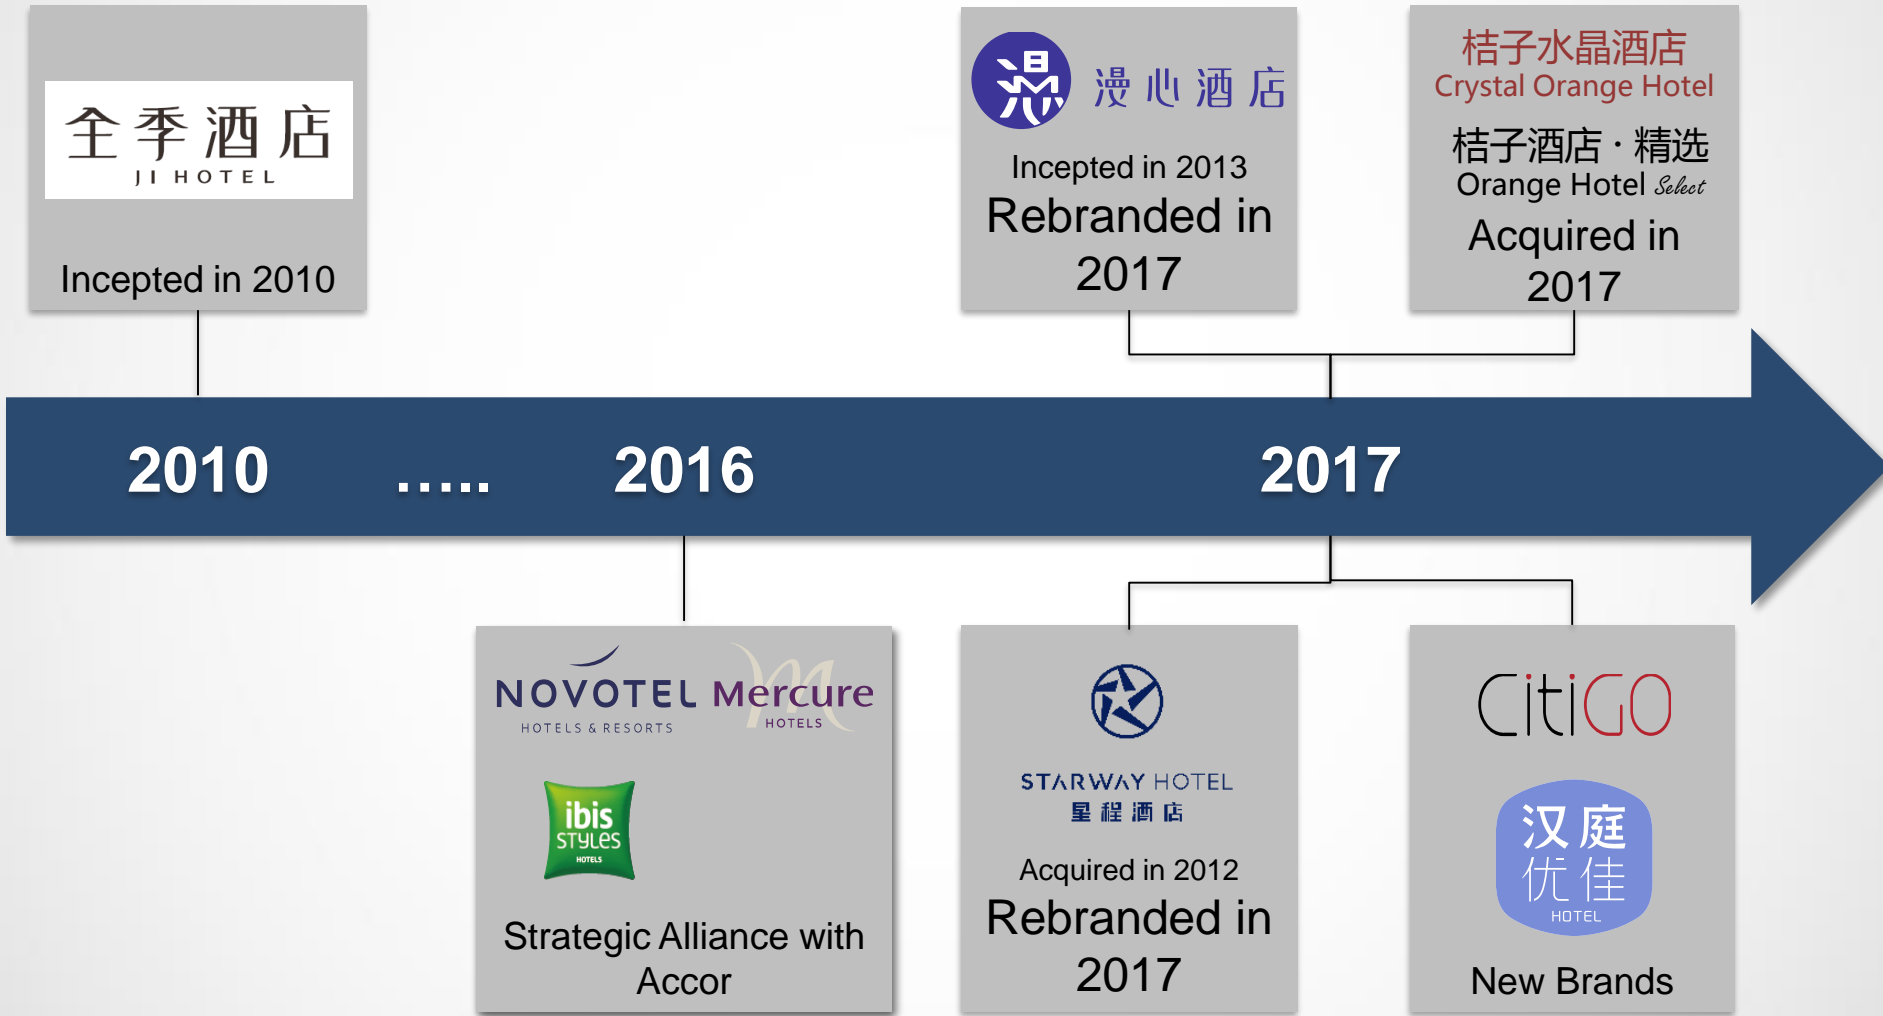 全季酒店
JI HOTEL
Incepted in 2010
漫心酒店
Incepted in 2013
Rebranded in
2017
桔子水晶酒店
Crystal Orange Hotel
桔子酒店·精选
Orange Hotel Select
Acquired in
2017
2010 ..... 2016 2017
NOVOTEL
HOTELS & RESORTS
Mercure
HOTELS
ibis
STYLES
HOTELS
Strategic Alliance with
Accor
STARWAY HOTEL
星程酒店
Acquired in 2012
Rebranded in
2017
CitiGO
汉庭
优佳
HOTEL
New Brands